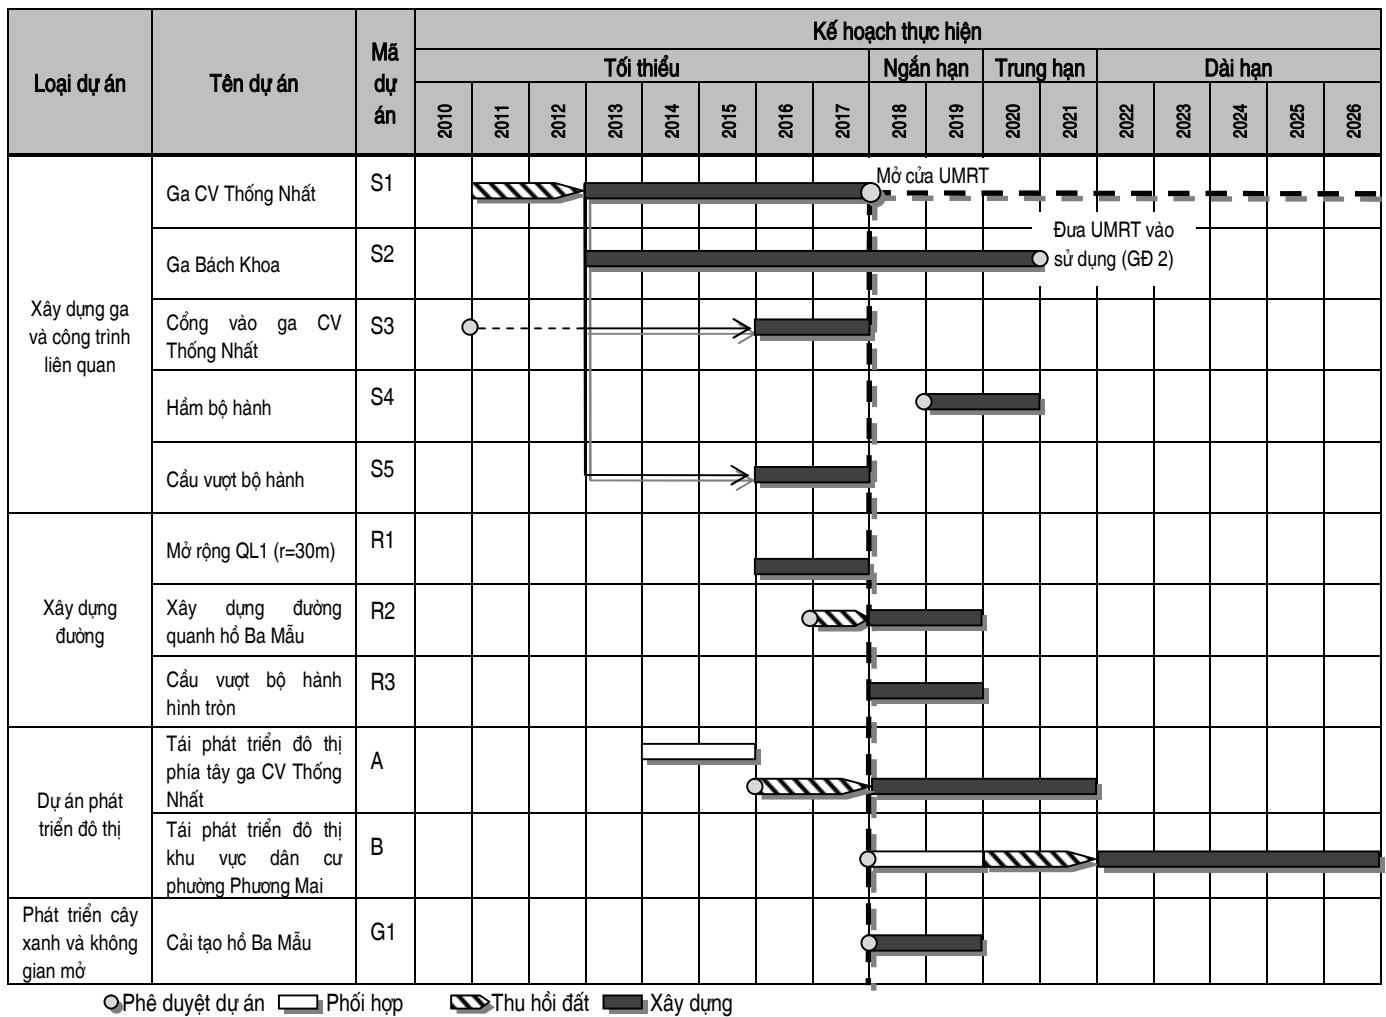 Loại dự án
Tên dự án
Mã
dự
án
Kế hoạch thực hiện
Tối thiểu
Ngắn hạn
Trung hạn
Dài hạn
2010
2011
2012
2013
2014
2015
2016
2017
2018
2019
2020
2021
2022
2023
2024
2025
2026
Xây dựng ga
và công trình
liên quan
Ga CV Thống Nhất
S1
Mở cửa UMRT
Ga Bách Khoa
S2
Đưa UMRT vào
sử dụng (GĐ 2)
Cổng vào ga CV
Thống Nhất
S3
Hầm bộ hành
S4
Cầu vượt bộ hành
S5
Xây dựng
đường
Mở rộng QL1 (r=30m)
R1
Xây dựng đường
quanh hồ Ba Mẫu
R2
Cầu vượt bộ hành
hình tròn
R3
Dự án phát
triển đô thị
Tái phát triển đô thị
phía tây ga CV Thống
Nhất
A
Tái phát triển đô thị
khu vực dân cư
phường Phương Mai
B
Phát triển cây
xanh và không
gian mở
Cải tạo hồ Ba Mẫu
G1
Phê duyệt dự án
Phối hợp
Thu hồi đất
Xây dựng